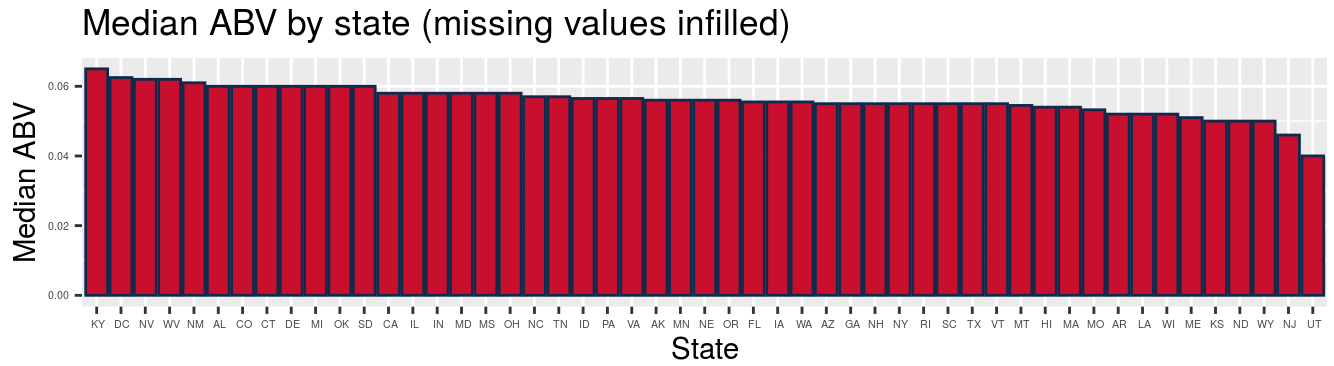 Median ABV by state (missing values infilled)
Median ABV
0.06
0.04
0.02
0.00
KY DC NV WV NM AL CO CT DE MI OK SD CA IL IN MD MS OH NC TN ID PA VA AK MN NE OR FL IA WA AZ GA NH NY RI SC TX VT MT HI MA MO AR LA WI ME KS ND WY NJ UT
State